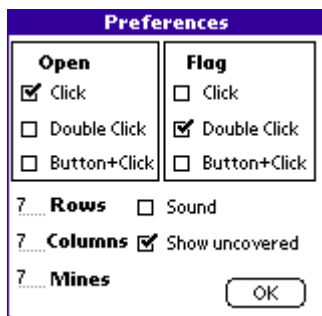 Preferences
Open Flag
Click Click
Double Click Double Click
Button+Click Button+Click
7 Rows Sound
7 Columns Show uncovered
7 Mines
OK